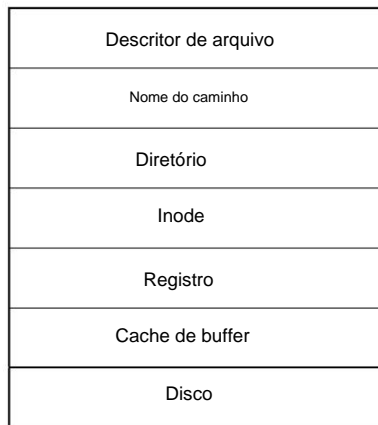 Descritor de arquivo
Nome do caminho
Diretório
Inode
Registro
Cache de buffer
Disco